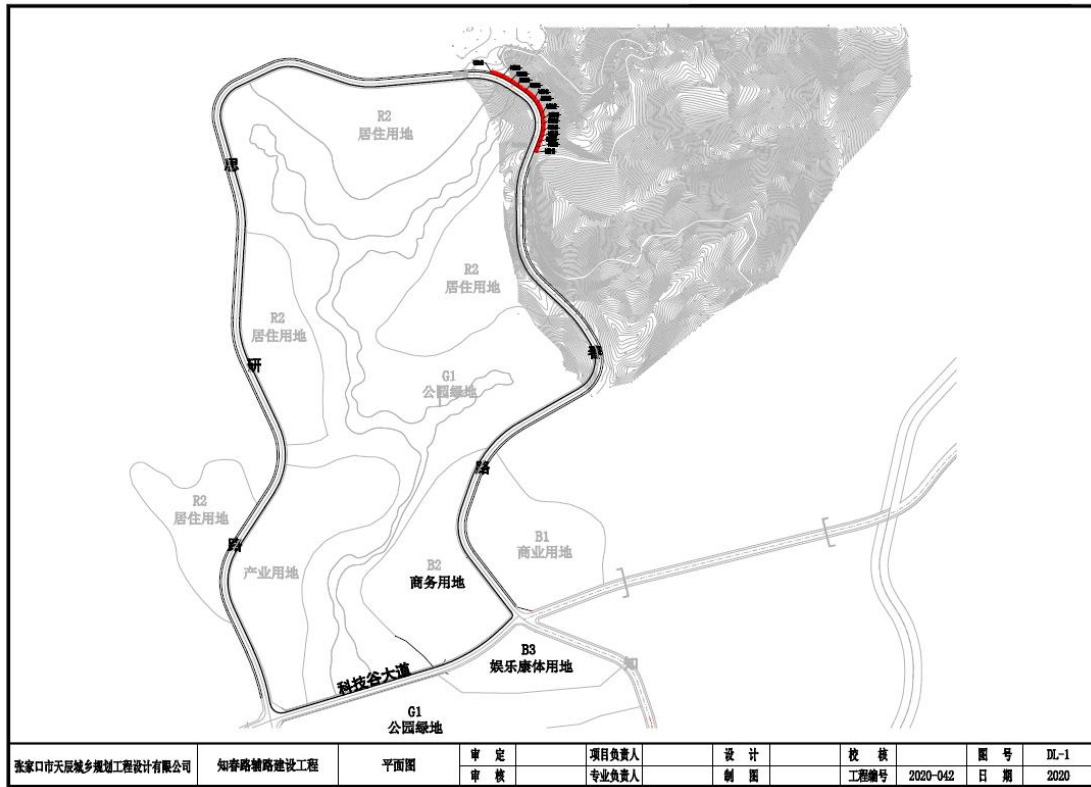 R2
居住用地
思
R2
居住用地
R2
居住用地
春
研
G1
公园绿地
路
R2
居住用地
B1
商业用地
路
产业用地
B2
商务用地
B3
娱乐康体用地
知
科技谷大道
G1
公园绿地
张家口市天辰城乡规划工程设计有限公司 知春路辅路建设工程 平面图 审 定 项目负责人 设 计 校 核 图 号 DL-1
审 核 专业负责人 制 图 工程编号 2020-042 日 期 2020